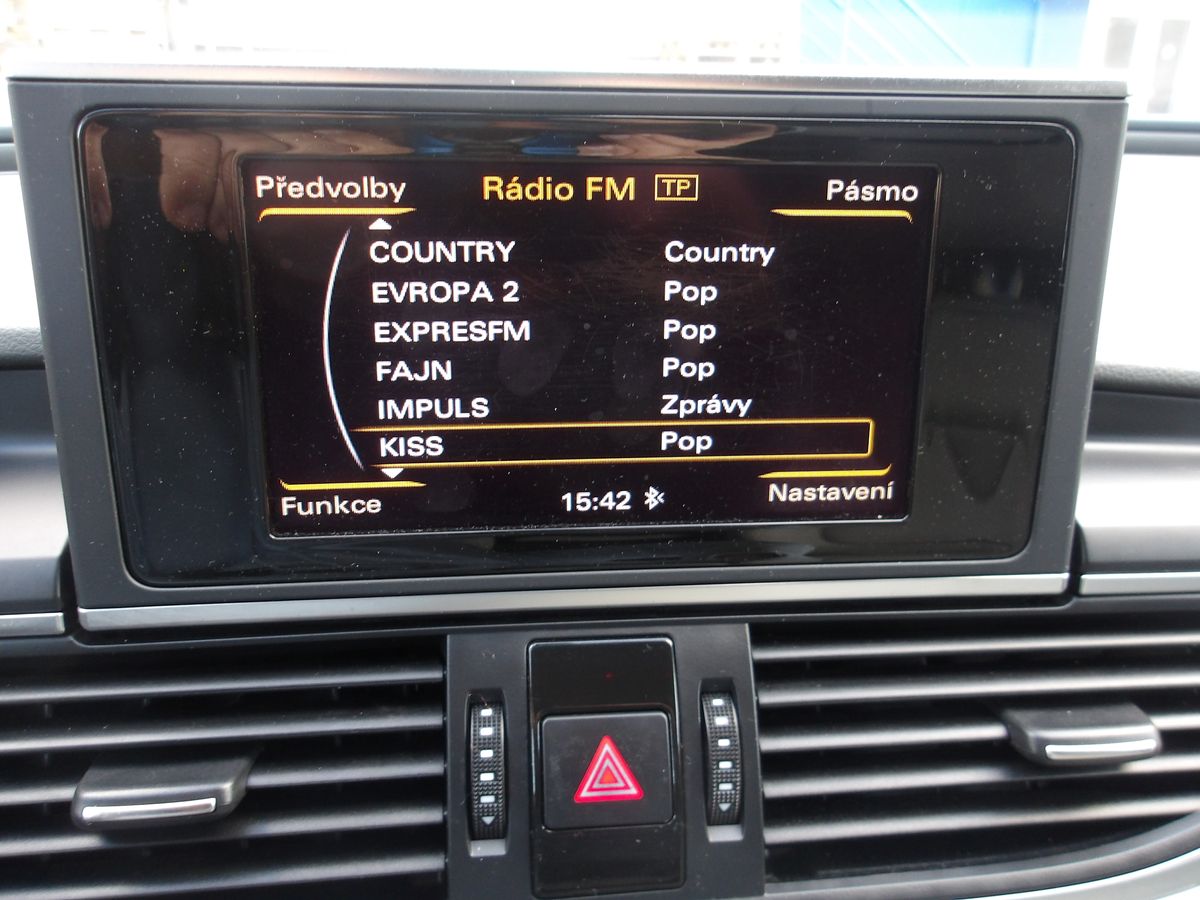 Předvolby Rádio FM TP Pásmo
COUNTRY Country
EVROPA 2 Pop
EXPRESFM Pop
FAJN Pop
IMPULS Zprávy
KISS Pop
Funkce 15:42 Nastavení